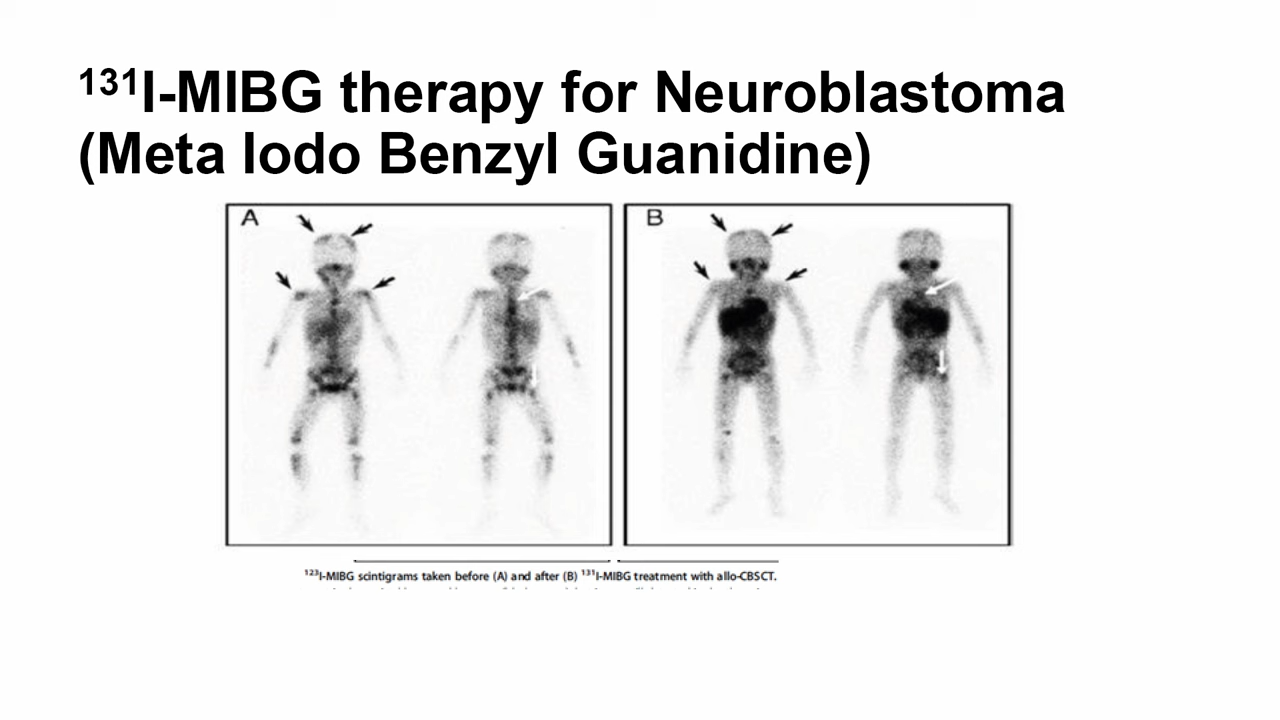 ¹³¹I-MIBG therapy for Neuroblastoma
(Meta Iodo Benzyl Guanidine)
A
B
¹²³I-MIBG scintigrams taken before (A) and after (B) ¹³¹I-MIBG treatment with allo-CBSCT.